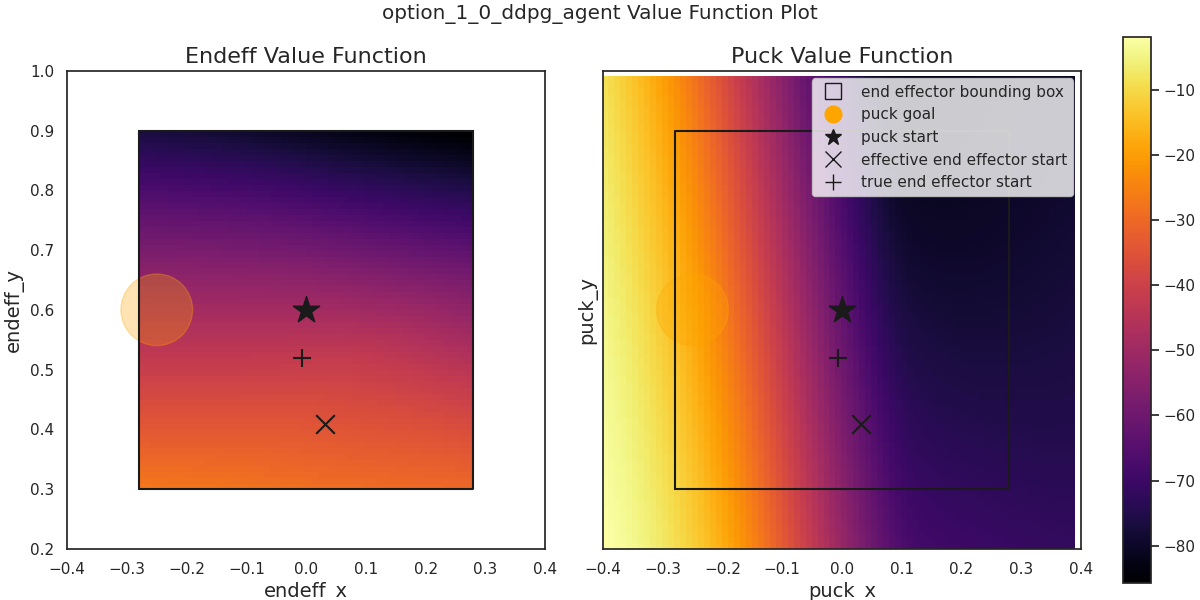 option_1_0_ddpg_agent Value Function Plot
Endeff Value Function
Puck Value Function
1.0
0.9
0.8
0.7
0.6
0.5
0.4
0.3
0.2
endeff_y
−0.4 −0.3 −0.2 −0.1 0.0 0.1 0.2 0.3 0.4
endeff_x
puck_y
end effector bounding box
puck goal
puck start
effective end effector start
true end effector start
−0.4 −0.3 −0.2 −0.1 0.0 0.1 0.2 0.3 0.4
puck_x
−10
−20
−30
−40
−50
−60
−70
−80